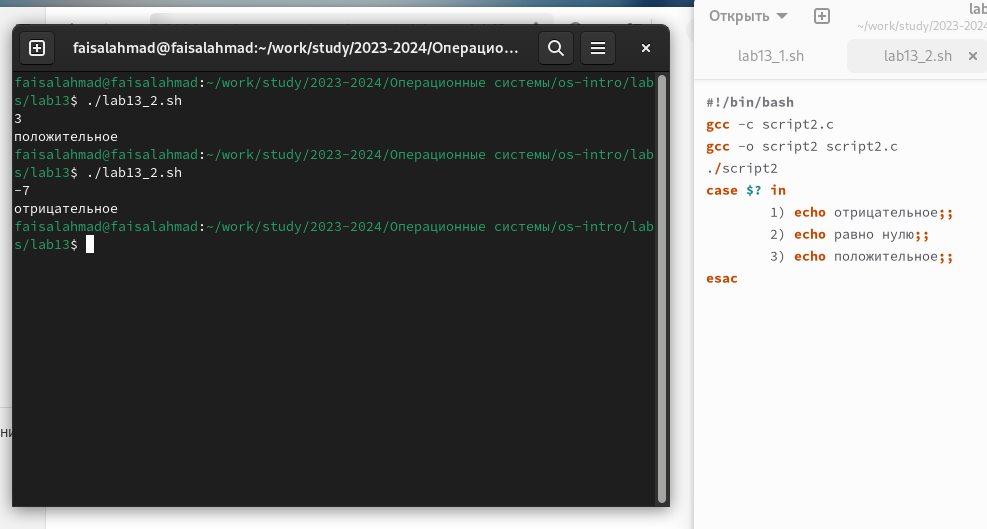 faisalahmad@faisalahmad:~/work/study/2023-2024/Операцио...
faisalahmad@faisalahmad:~/work/study/2023-2024/Операционные системы/os-intro/lab
s/lab13$ ./lab13_2.sh
3
положительное
faisalahmad@faisalahmad:~/work/study/2023-2024/Операционные системы/os-intro/lab
s/lab13$ ./lab13_2.sh
-7
отрицательное
faisalahmad@faisalahmad:~/work/study/2023-2024/Операционные системы/os-intro/lab
s/lab13$
ни
Открыть
lab
~/work/study/2023-2024
lab13_1.sh
lab13_2.sh
#!/bin/bash
gcc -c script2.c
gcc -o script2 script2.c
./script2
case $? in
1) echo отрицательное;;
2) echo равно нулю;;
3) echo положительное;;
esac